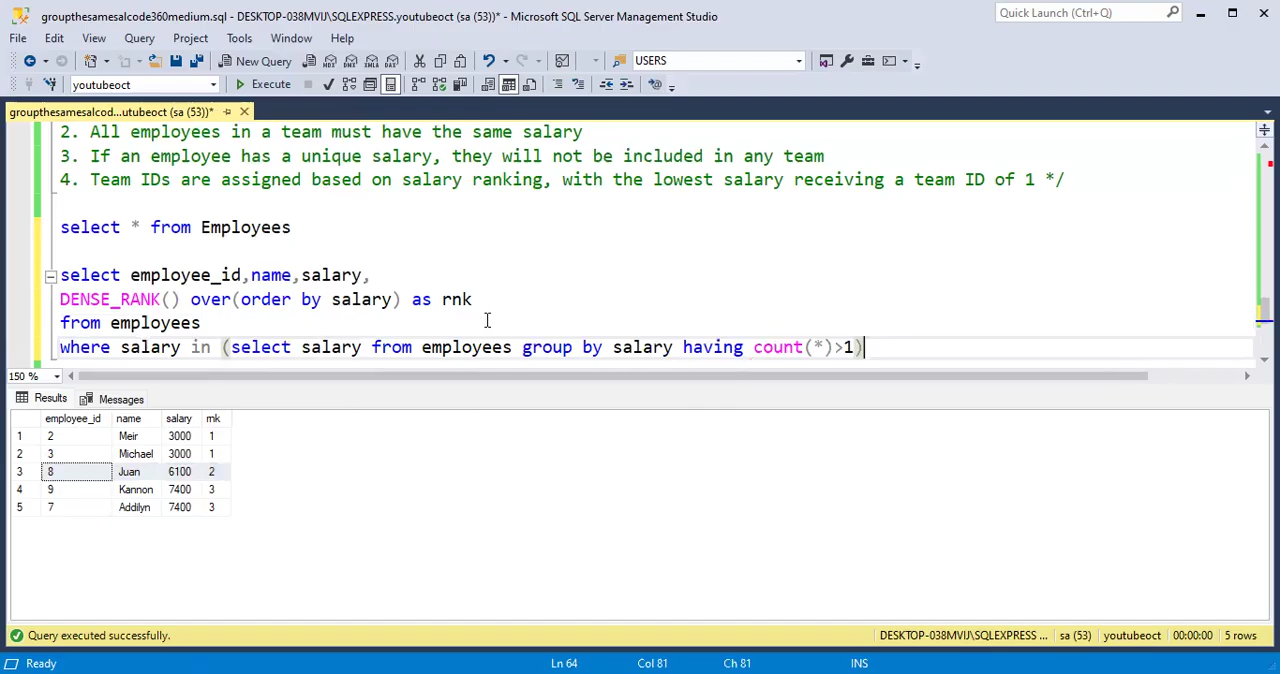 groupthesamesalcode360medium.sql - DESKTOP-038MVIJ\SQLEXPRESS.youtubeoct (sa (53))* - Microsoft SQL Server Management Studio
Quick Launch (Ctrl+Q)
File Edit View Query Project Tools Window Help
New Query MDX DMX XMLA DAX USERS
youtubeoct Execute
groupthesamesalcod...utubeoct (sa (53))*
2. All employees in a team must have the same salary
3. If an employee has a unique salary, they will not be included in any team
4. Team IDs are assigned based on salary ranking, with the lowest salary receiving a team ID of 1 */
select * from Employees
select employee_id,name,salary,
DENSE_RANK() over(order by salary) as rnk
from employees
where salary in (select salary from employees group by salary having count(*)>1)
150 %
Results Messages
employee_id name salary rnk
1 2 Meir 3000 1
2 3 Michael 3000 1
3 8 Juan 6100 2
4 9 Kannon 7400 3
5 7 Addilyn 7400 3
Query executed successfully. DESKTOP-038MVIJ\SQLEXPRESS ... sa (53) youtubeoct 00:00:00 5 rows
Ready Ln 64 Col 81 Ch 81 INS